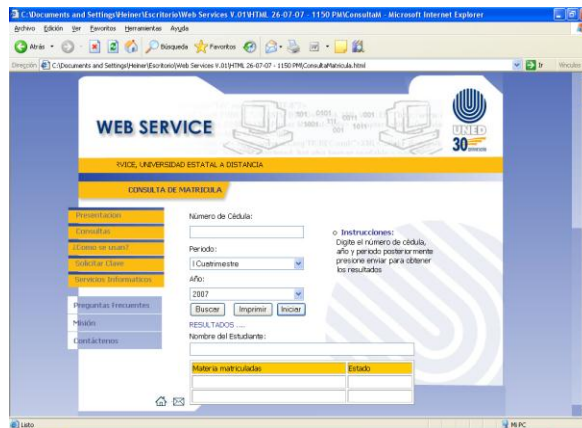 C:\Documents and Settings\Heiner\Escritorio\Web Services V.01\HTML 26-07-07 - 1150 PM\ConsultaM - Microsoft Internet Explorer
Archivo Edición Ver Favoritos Herramientas Ayuda
Atrás Búsqueda Favoritos
Dirección C:\Documents and Settings\Heiner\Escritorio\Web Services V.01\HTML 26-07-07 - 1150 PM\ConsultaMatricula.html Ir Vínculos
WEB SERVICE
UNED
30
RVICE, UNIVERSIDAD ESTATAL A DISTANCIA
CONSULTA DE MATRICULA
Presentación
Consultas
¿Como se usan?
Solicitar Clave
Servicios Informaticos
Preguntas Frecuentes
Misión
Contáctenos
Número de Cédula:
Periodo:
I Cuatrimestre
Año:
2007
Buscar Imprimir Iniciar
Instrucciones:
Digite el número de cédula,
año y periodo posteriormente
presione enviar para obtener
los resultados
RESULTADOS ....
Nombre del Estudiante:
Materia matriculadas Estado
Listo Mi PC